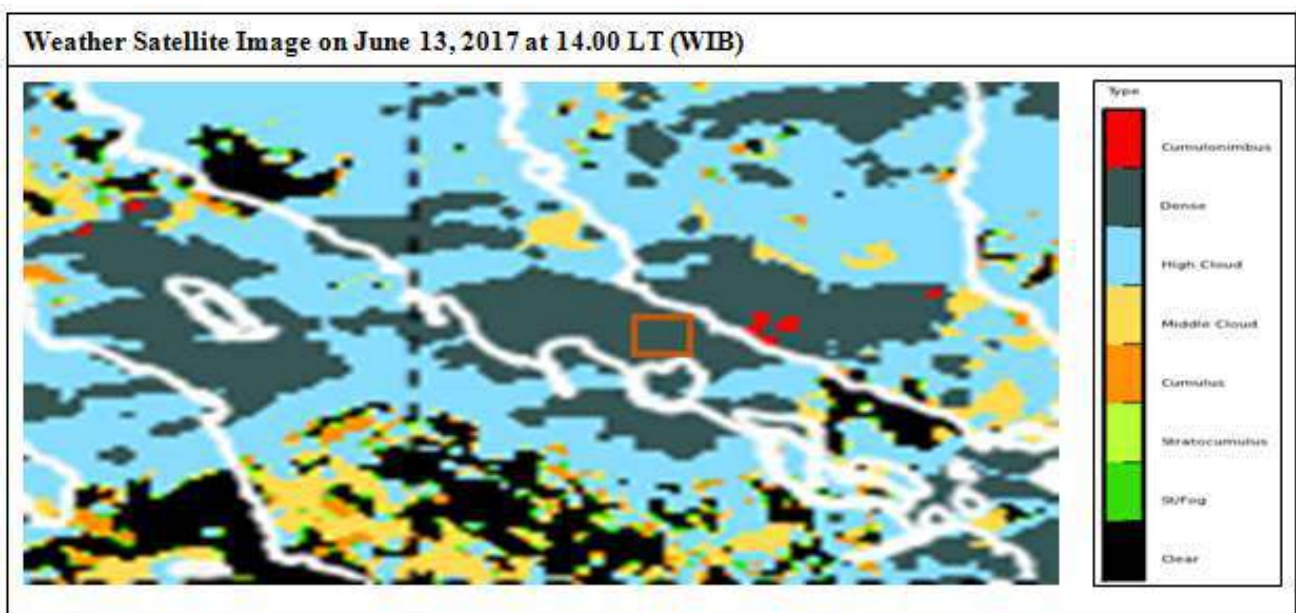 Weather Satellite Image on June 13, 2017 at 14.00 LT (WIB)
Type
Cumulonimbus
Dense
High Cloud
Middle Cloud
Cumulus
Stratocumulus
St/Fog
Clear